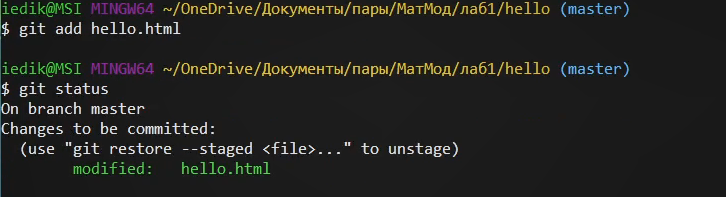 iedik@MSI MINGW64 ~/OneDrive/Документы/пары/МатМод/лаб1/hello (master)
$ git add hello.html
iedik@MSI MINGW64 ~/OneDrive/Документы/пары/МатМод/лаб1/hello (master)
$ git status
On branch master
Changes to be committed:
  (use "git restore --staged <file>..." to unstage)
        modified:   hello.html